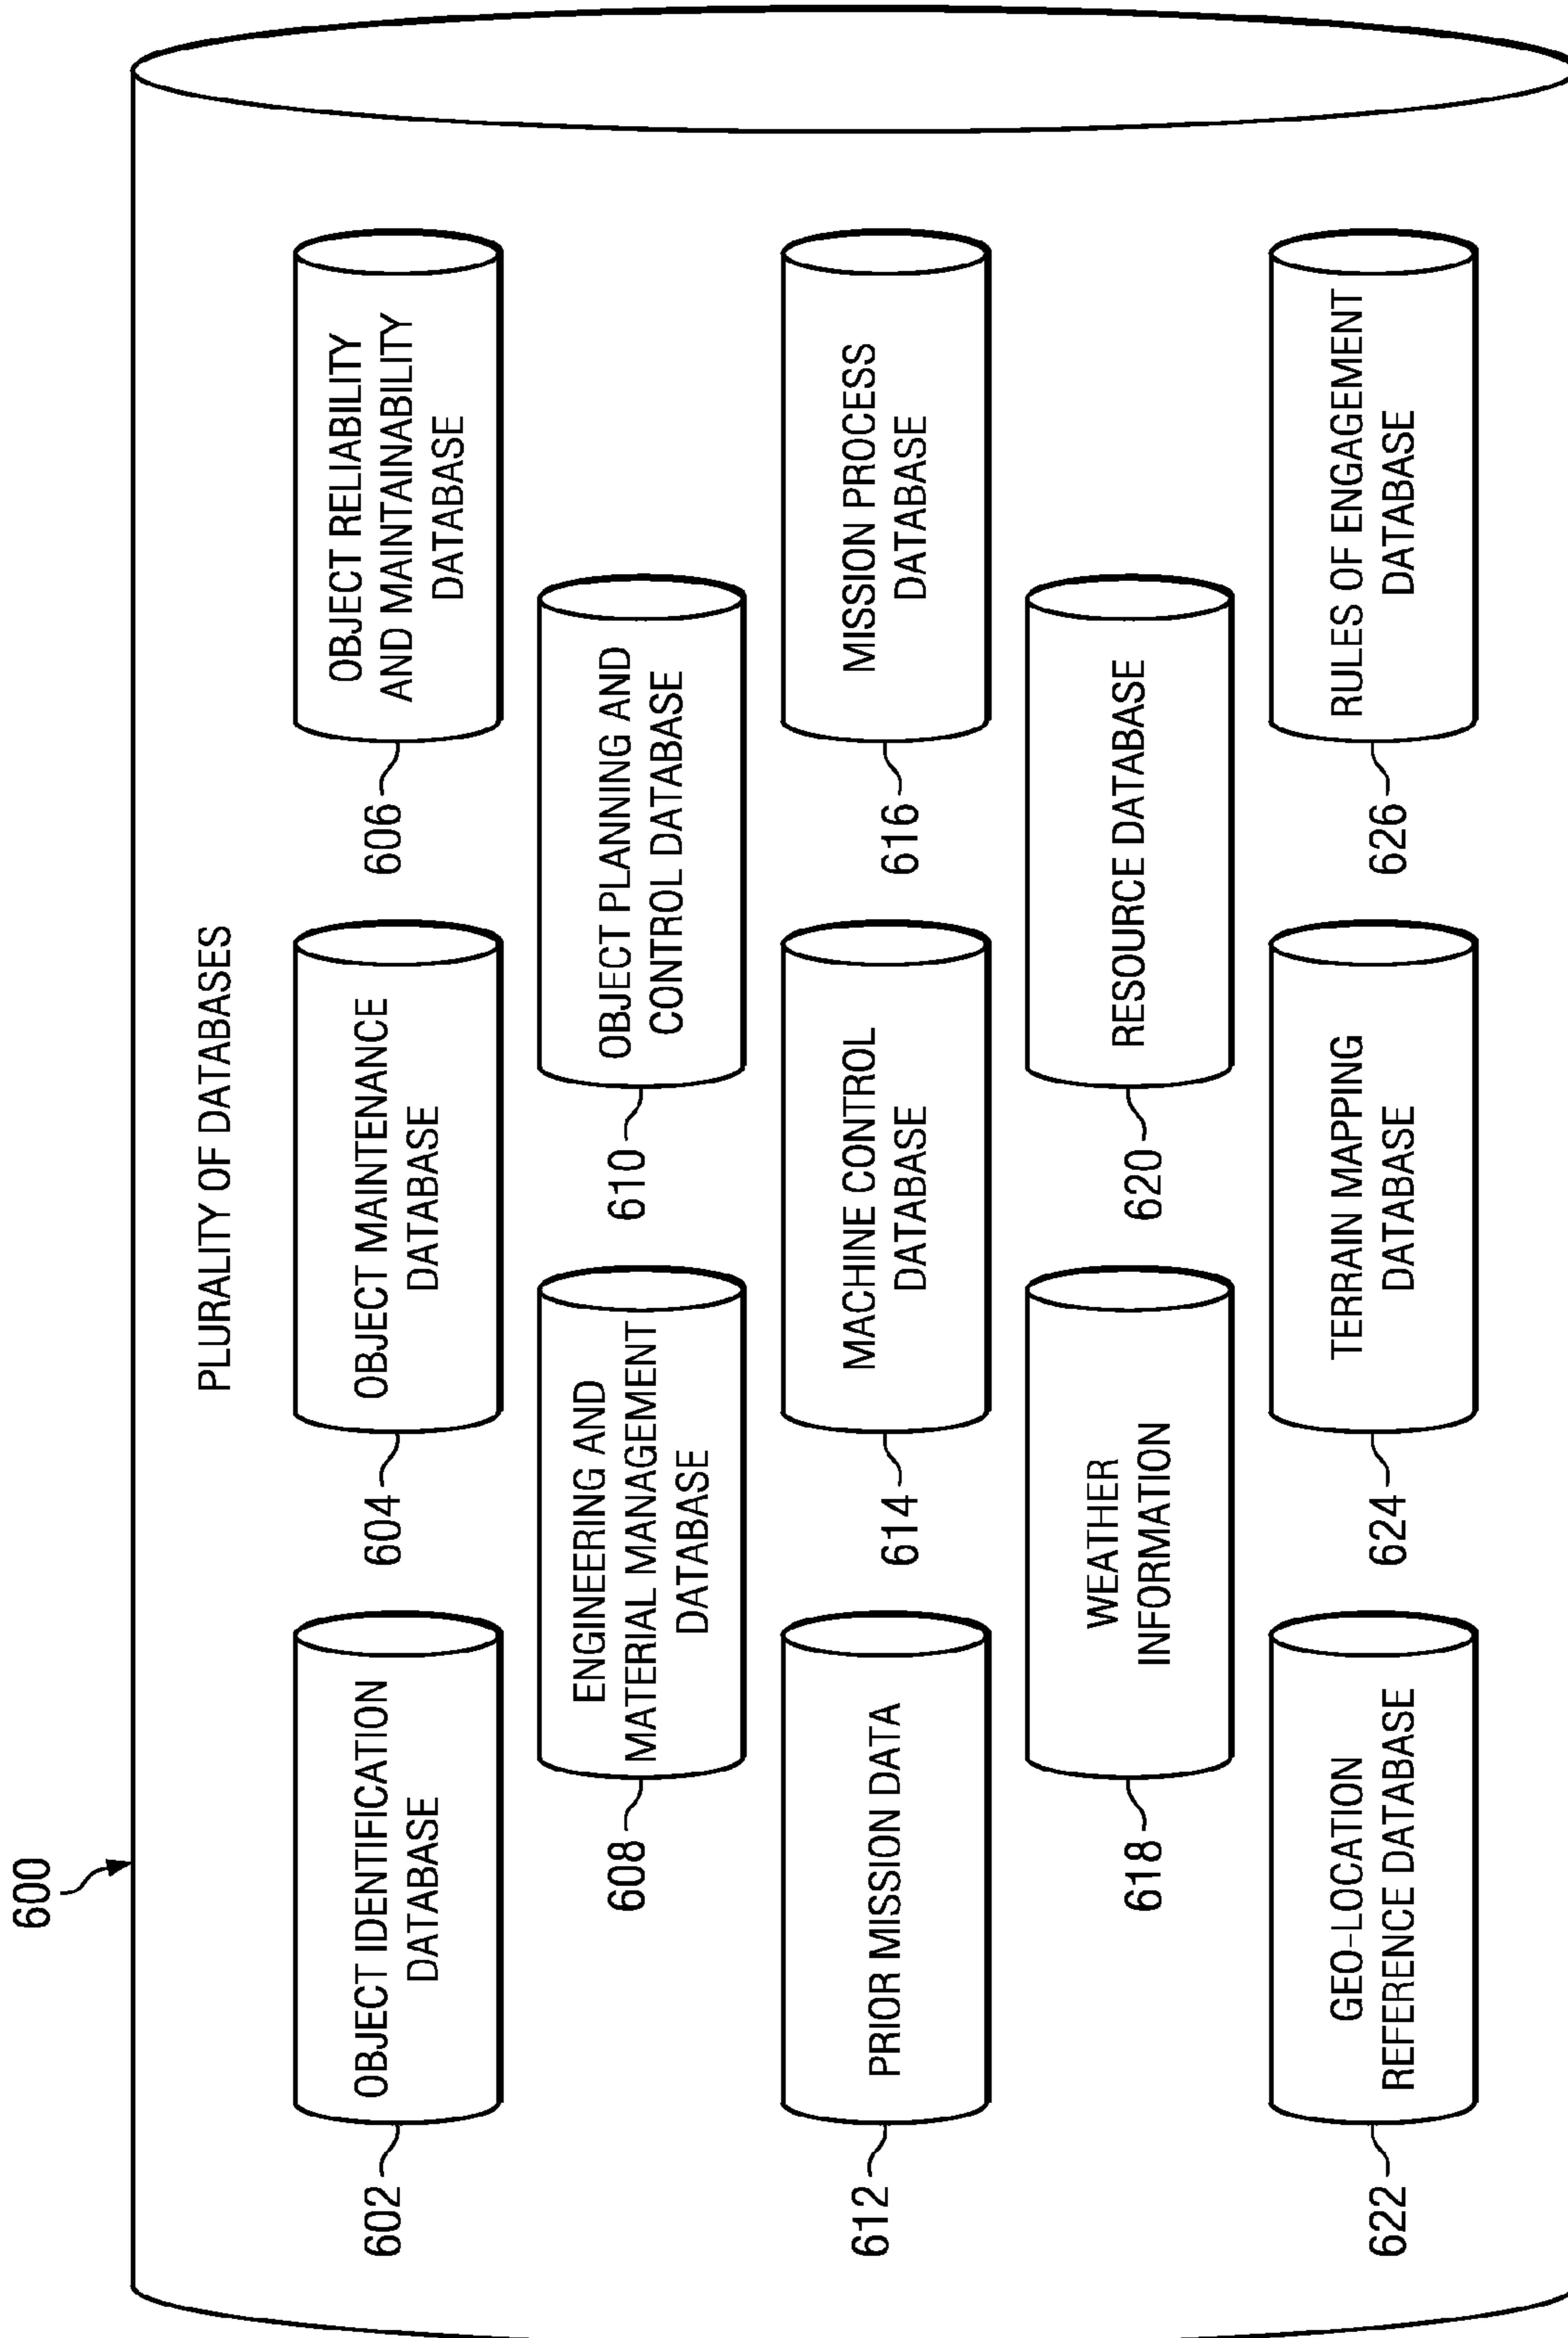 600
PLURALITY OF DATABASES
OBJECT IDENTIFICATION
DATABASE
602
OBJECT MAINTENANCE
DATABASE
604
OBJECT RELIABILITY
AND MAINTAINABILITY
DATABASE
606
ENGINEERING AND
MATERIAL MANAGEMENT
DATABASE
608
OBJECT PLANNING AND
CONTROL DATABASE
610
PRIOR MISSION DATA
612
MACHINE CONTROL
DATABASE
614
MISSION PROCESS
DATABASE
616
WEATHER
INFORMATION
618
RESOURCE DATABASE
620
GEO-LOCATION
REFERENCE DATABASE
622
TERRAIN MAPPING
DATABASE
624
RULES OF ENGAGEMENT
DATABASE
626